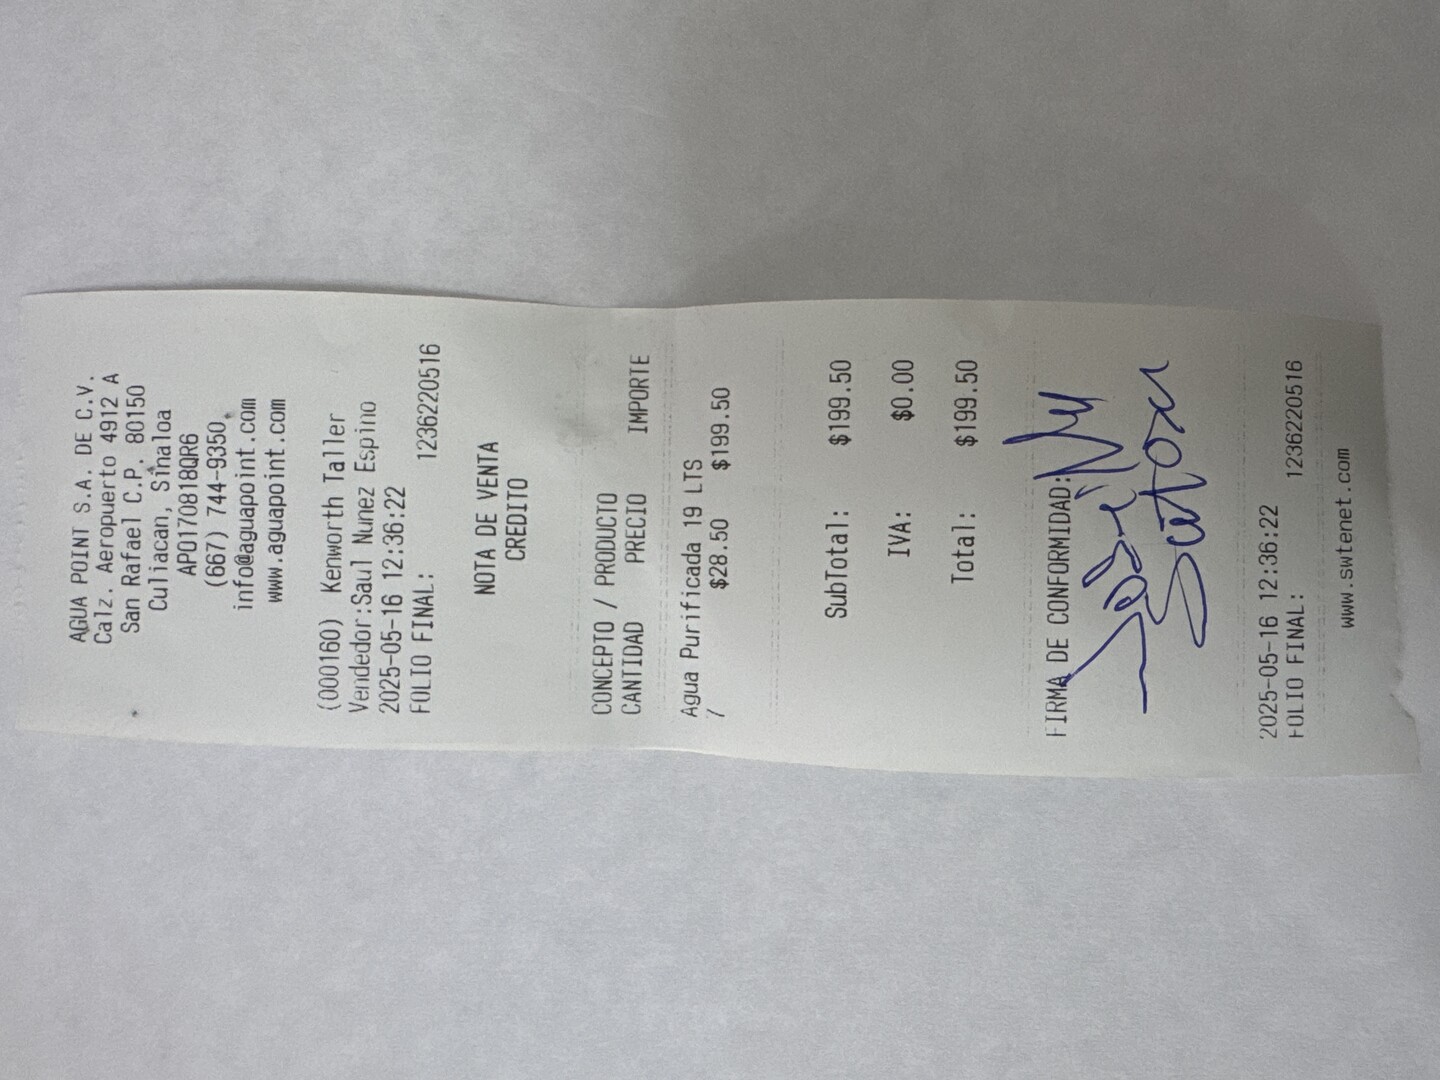 AGUA POINT S.A. DE C.V.
Calz. Aeropuerto 4912 A
San Rafael C.P. 80150
Culiacan, Sinaloa
APO170818QR6
(667) 744-9350
info@aguapoint.com
www.aguapoint.com
(000160) Kenworth Taller
Vendedor:Saul Nunez Espino
2025-05-16 12:36:22
FOLIO FINAL: 1236220516
NOTA DE VENTA
CREDITO
CONCEPTO / PRODUCTO
CANTIDAD PRECIO IMPORTE
Agua Purificada 19 LTS
7 $28.50 $199.50
SubTotal: $199.50
IVA: $0.00
Total: $199.50
FIRMA DE CONFORMIDAD:
2025-05-16 12:36:22
FOLIO FINAL: 1236220516
www.swtenet.com